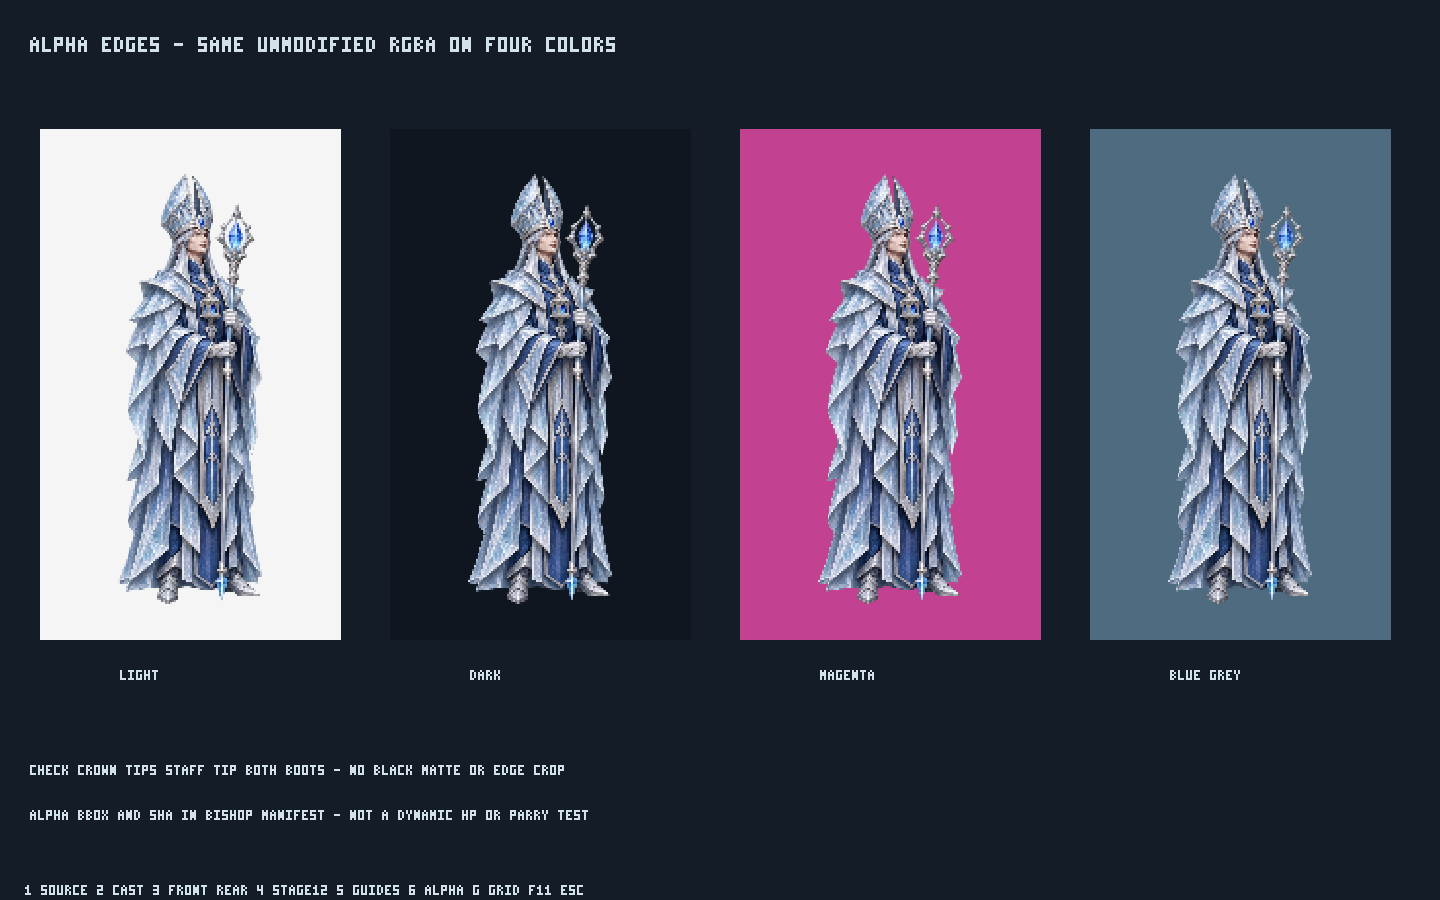 ALPHA EDGES - SAME UNMODIFIED RGBA ON FOUR COLORS
LIGHT
DARK
MAGENTA
BLUE GREY
CHECK CROWN TIPS STAFF TIP BOTH BOOTS - NO BLACK MATTE OR EDGE CROP
ALPHA BBOX AND SHA IN BISHOP MANIFEST - NOT A DYNAMIC HP OR PARRY TEST
1 SOURCE 2 CAST 3 FRONT REAR 4 STAGE12 5 GUIDES 6 ALPHA G GRID F11 ESC